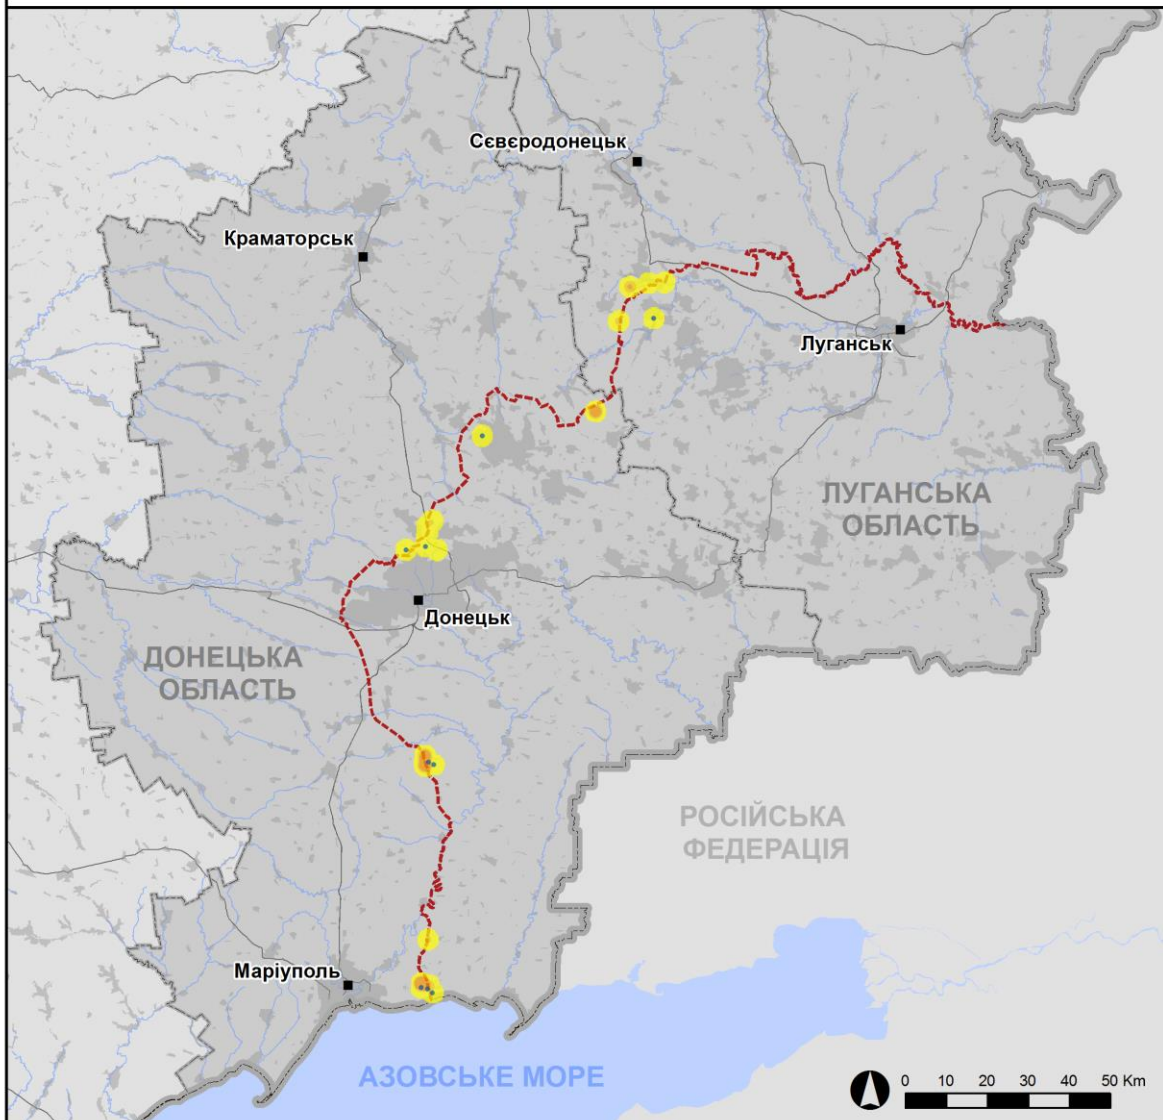 Сєвєродонецьк
Краматорськ
Луганськ
ЛУГАНСЬКА
ОБЛАСТЬ
Донецьк
ДОНЕЦЬКА
ОБЛАСТЬ
РОСІЙСЬКА
ФЕДЕРАЦІЯ
Маріуполь
АЗОВСЬКЕ МОРЕ
0 10 20 30 40 50 Km